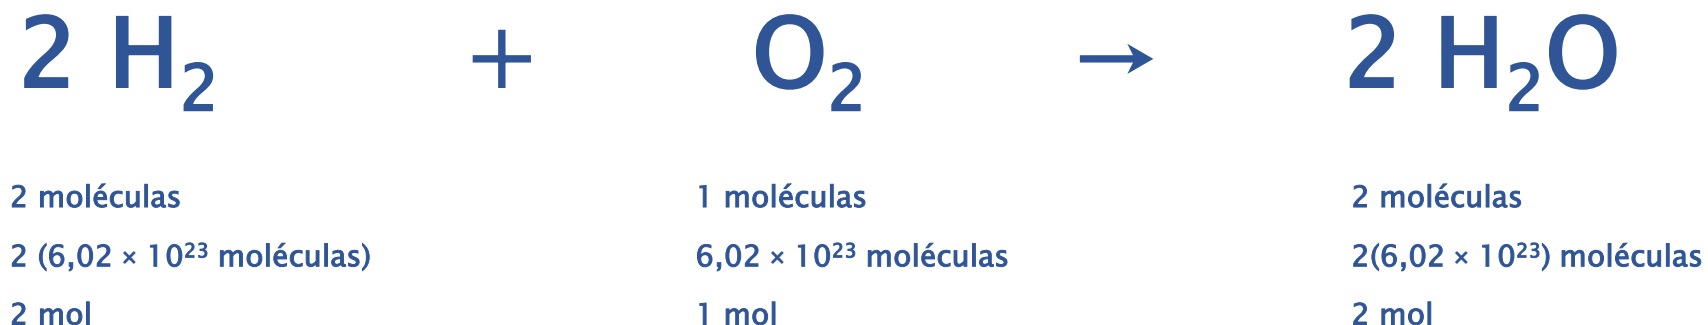 2 H₂ + O₂ → 2 H₂O
2 moléculas 1 moléculas 2 moléculas
2 (6,02 × 10²³ moléculas) 6,02 × 10²³ moléculas 2(6,02 × 10²³) moléculas
2 mol 1 mol 2 mol